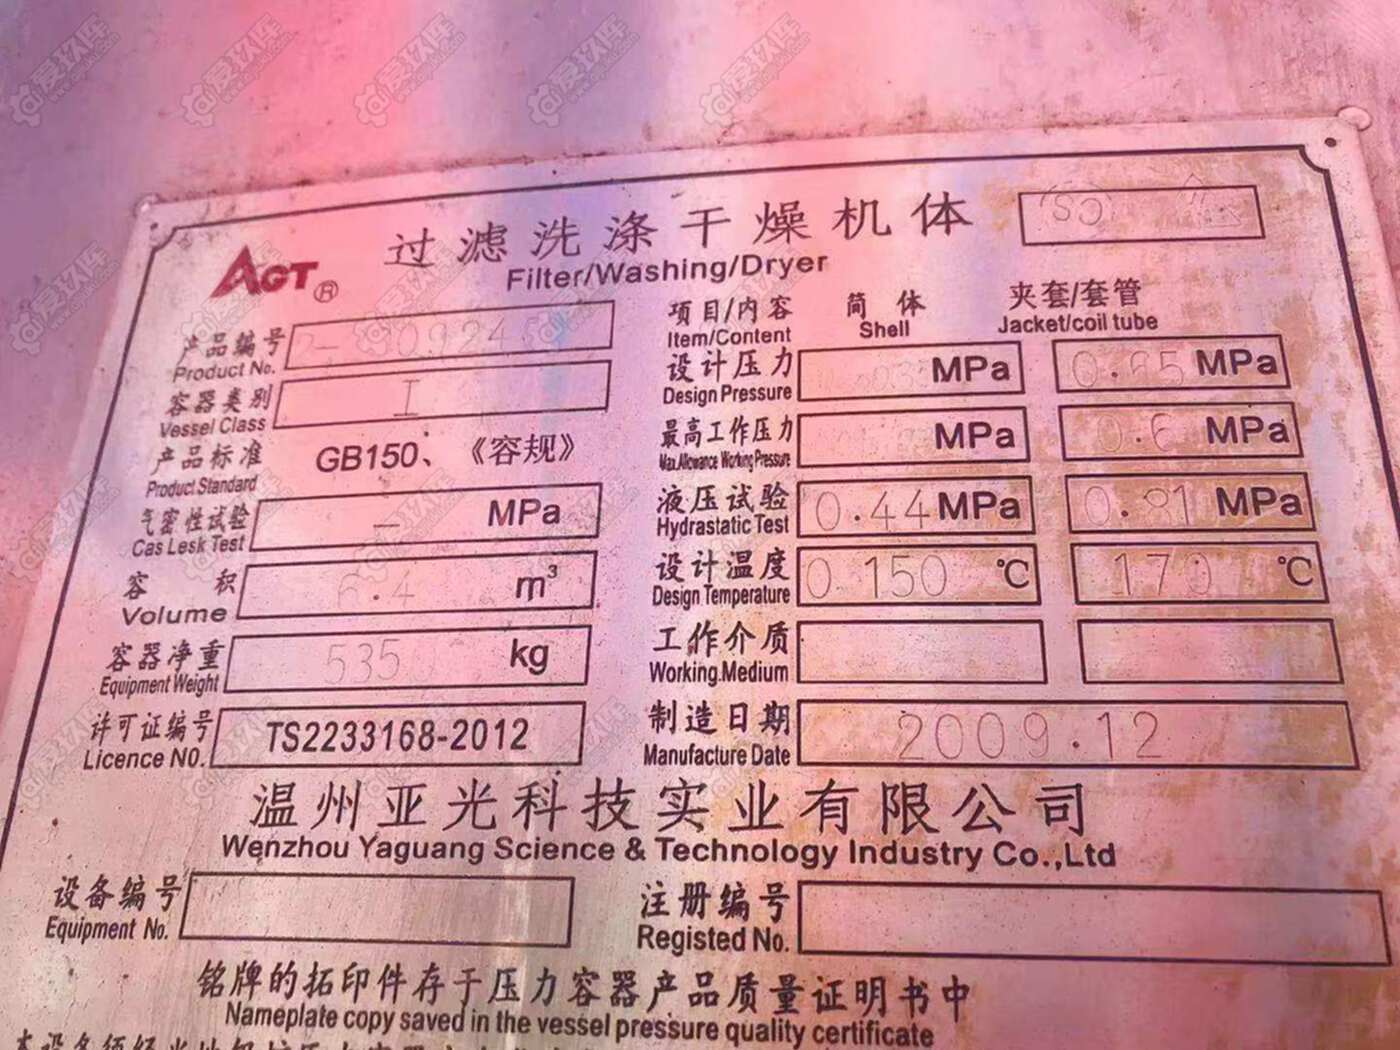 AGT®
过滤洗涤干燥机体
Filter/Washing/Dryer
产品编号
Product No.
容器类别 I
Vessel Class
产品标准 GB150、《容规》
Product Standard
气密性试验 — MPa
Cas Lesk Test
容积 6.4 m³
Volume
容器净重 535 kg
Equipment Weight
许可证编号 TS2233168-2012
Licence NO.
项目/内容 简体 夹套/套管
Item/Content Shell Jacket/coil tube
设计压力 MPa 0.65 MPa
Design Pressure
最高工作压力 MPa 0.6 MPa
Max.Allowance Working Pressure
液压试验 0.44 MPa 0.81 MPa
Hydrastatic Test
设计温度 150 ℃ 170 ℃
Design Temperature
工作介质
Working.Medium
制造日期 2009.12
Manufacture Date
温州亚光科技实业有限公司
Wenzhou Yaguang Science & Technology Industry Co.,Ltd
设备编号
Equipment No.
注册编号
Registed No.
铭牌的拓印件存于压力容器产品质量证明书中
Nameplate copy saved in the vessel pressure quality certificate